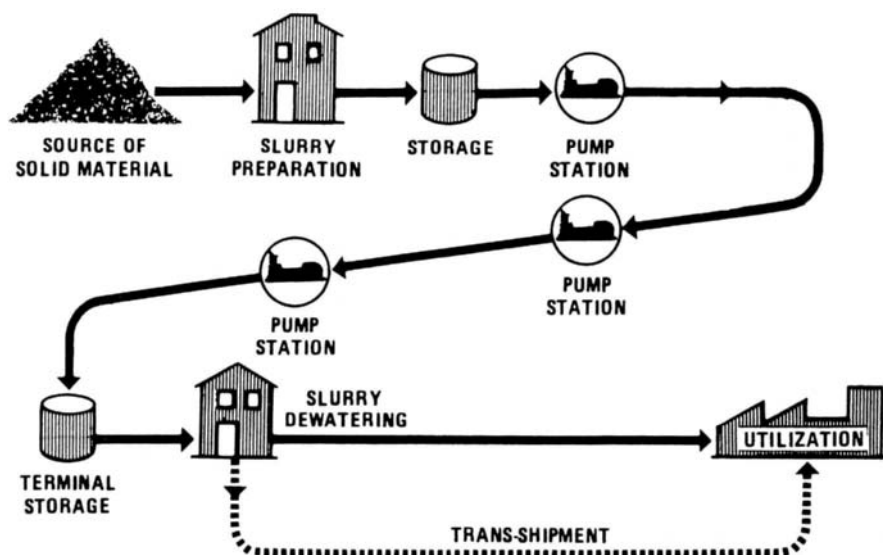 SOURCE OF
SOLID MATERIAL
SLURRY
PREPARATION
STORAGE
PUMP
STATION
PUMP
STATION
PUMP
STATION
TERMINAL
STORAGE
SLURRY
DEWATERING
UTILIZATION
TRANS-SHIPMENT